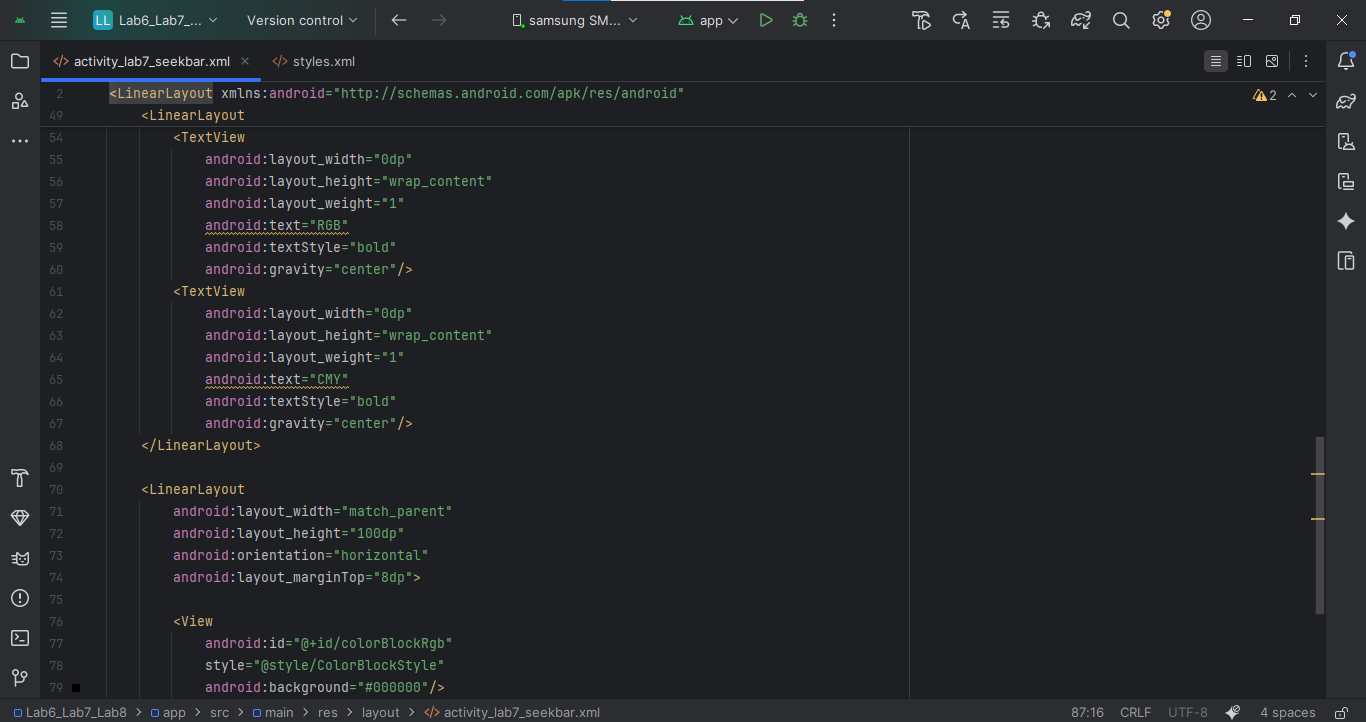 LL Lab6_Lab7_... Version control samsung SM... app
activity_lab7_seekbar.xml styles.xml
2 <LinearLayout xmlns:android="http://schemas.android.com/apk/res/android" 2
49 <LinearLayout
54 <TextView
55 android:layout_width="0dp"
56 android:layout_height="wrap_content"
57 android:layout_weight="1"
58 android:text="RGB"
59 android:textStyle="bold"
60 android:gravity="center"/>
61 <TextView
62 android:layout_width="0dp"
63 android:layout_height="wrap_content"
64 android:layout_weight="1"
65 android:text="CMY"
66 android:textStyle="bold"
67 android:gravity="center"/>
68 </LinearLayout>
69
70 <LinearLayout
71 android:layout_width="match_parent"
72 android:layout_height="100dp"
73 android:orientation="horizontal"
74 android:layout_marginTop="8dp">
75
76 <View
77 android:id="@+id/colorBlockRgb"
78 style="@style/ColorBlockStyle"
79 android:background="#000000"/>
Lab6_Lab7_Lab8 > app > src > main > res > layout > activity_lab7_seekbar.xml 87:16 CRLF UTF-8 4 spaces